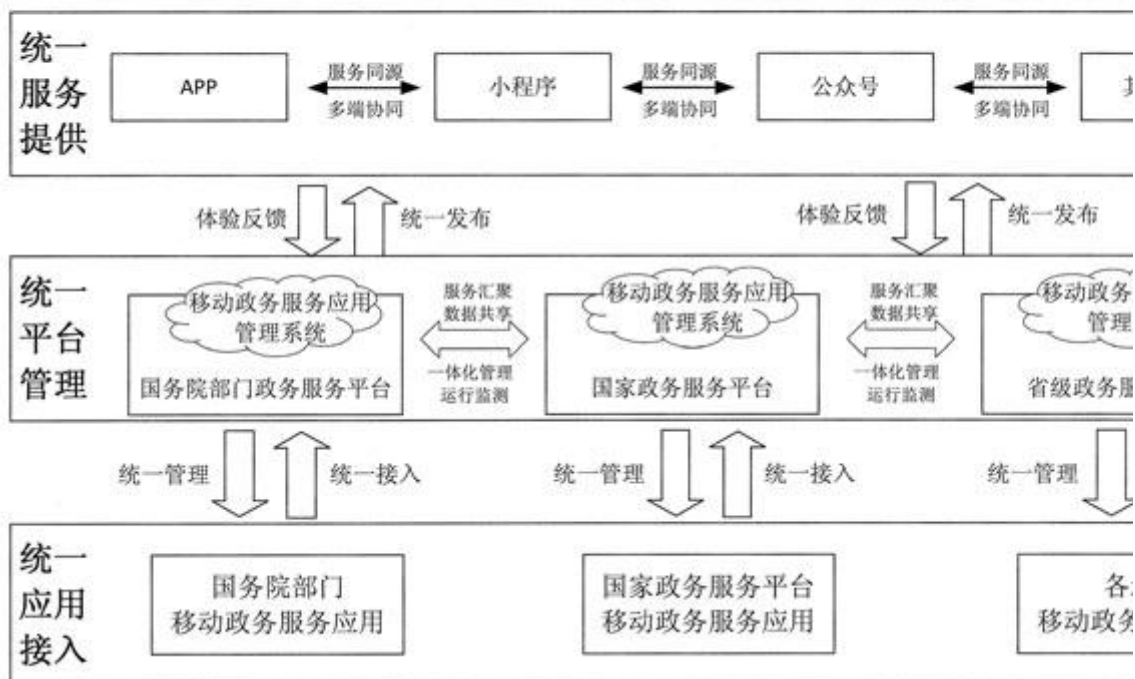 统一
服务
提供
APP
服务同源
多端协同
小程序
服务同源
多端协同
公众号
服务同源
多端协同
体验反馈
统一发布
体验反馈
统一发布
统一
平台
管理
移动政务服务应用
管理系统
国务院部门政务服务平台
服务汇聚
数据共享
一体化管理
运行监测
移动政务服务应用
管理系统
国家政务服务平台
服务汇聚
数据共享
一体化管理
运行监测
移动政务
管理
省级政务服
统一管理
统一接入
统一管理
统一接入
统一管理
统一
应用
接入
国务院部门
移动政务服务应用
国家政务服务平台
移动政务服务应用
各
移动政务